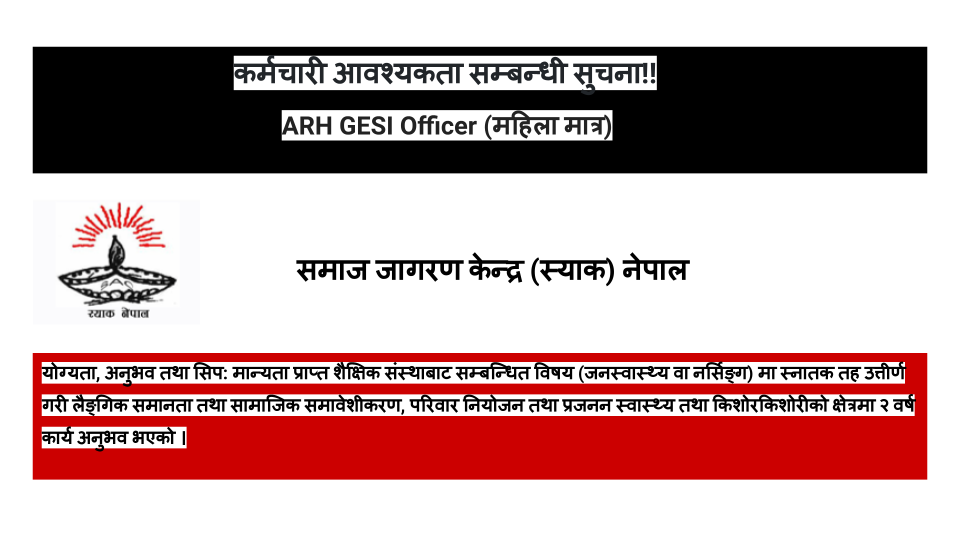 कर्मचारी आवश्यकता सम्बन्धी सुचना!!
ARH GESI Officer (महिला मात्र)
SAC
स्याक नेपाल
समाज जागरण केन्द्र (स्याक) नेपाल
योग्यता, अनुभव तथा सिप: मान्यता प्राप्त शैक्षिक संस्थाबाट सम्बन्धित विषय (जनस्वास्थ्य वा नर्सिङ्ग) मा स्नातक तह उत्तीर्ण
गरी लैङ्गिक समानता तथा सामाजिक समावेशीकरण, परिवार नियोजन तथा प्रजनन स्वास्थ्य तथा किशोरकिशोरीको क्षेत्रमा २ वर्ष
कार्य अनुभव भएको ।